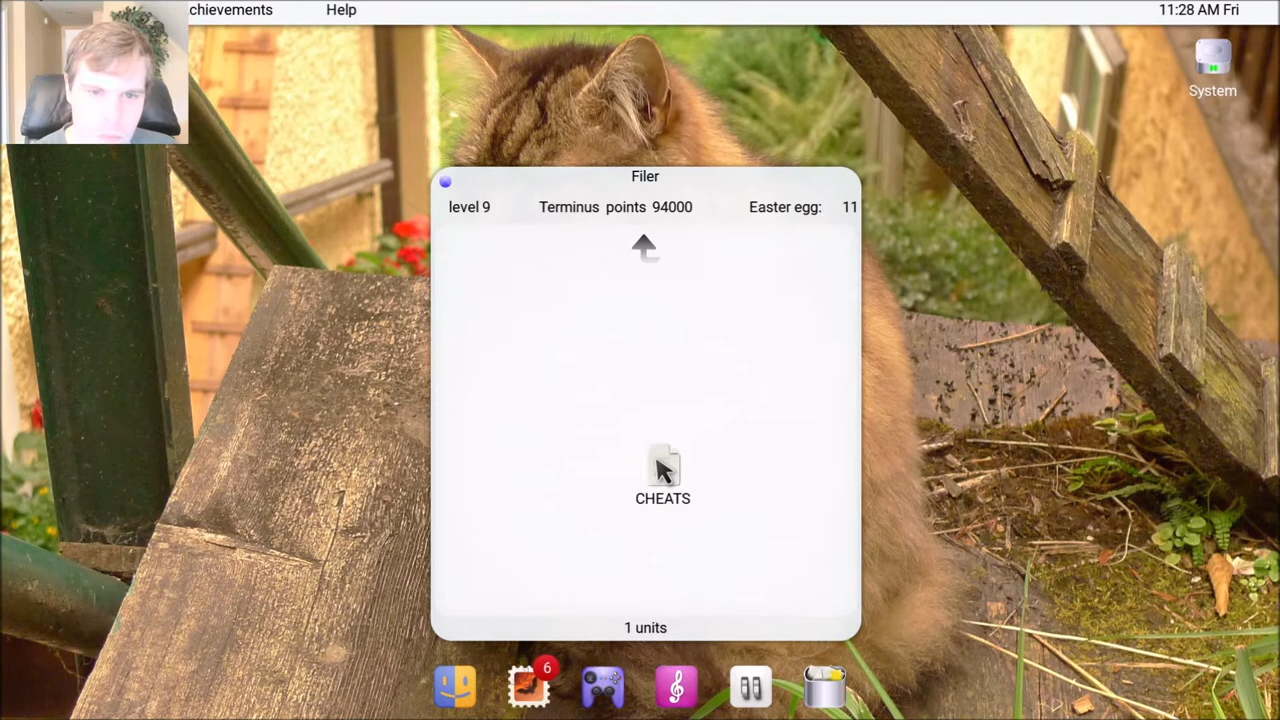 chievements Help 11:28 AM Fri
System
Filer
level 9 Terminus points 94000 Easter egg: 11
CHEATS
1 units
6